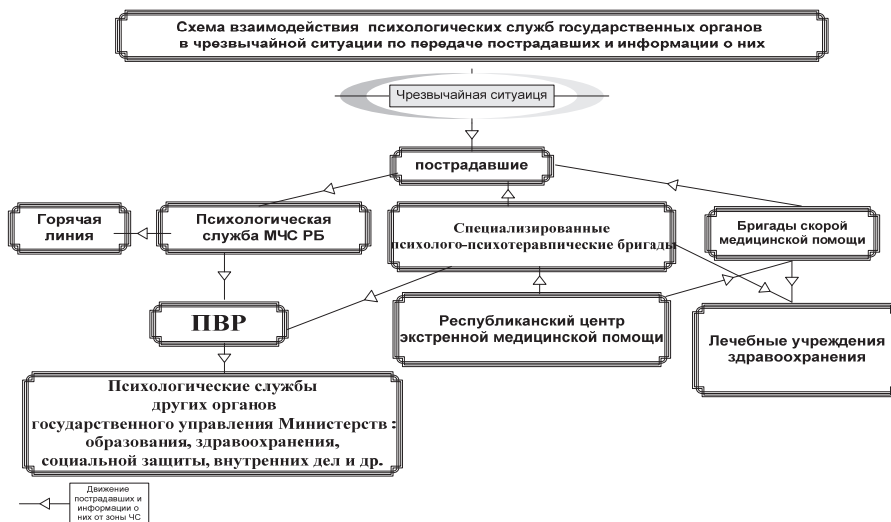 Схема взаимодействия психологических служб государственных органов
в чрезвычайной ситуации по передаче пострадавших и информации о них
Чрезвычайная ситуаиця
пострадавшие
Горячая
линия
Психологическая
служба МЧС РБ
Специализированные
психолого-психотеравпические бригады
Бригады скорой
медицинской помощи
ПВР
Республиканский центр
экстренной медицинской помощи
Лечебные учреждения
здравоохранения
Психологические службы
других органов
государственного управления Министерств :
образования, здравоохранения,
социальной защиты, внутренних дел и др.
Движение
пострадавших и
информации о
них от зоны ЧС